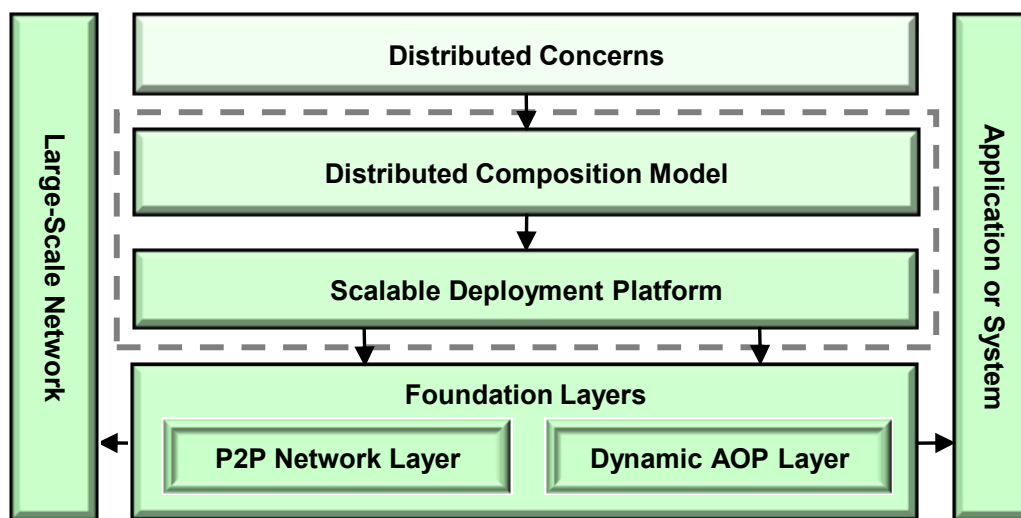 Large-Scale Network
Distributed Concerns
Distributed Composition Model
Scalable Deployment Platform
Foundation Layers
P2P Network Layer
Dynamic AOP Layer
Application or System